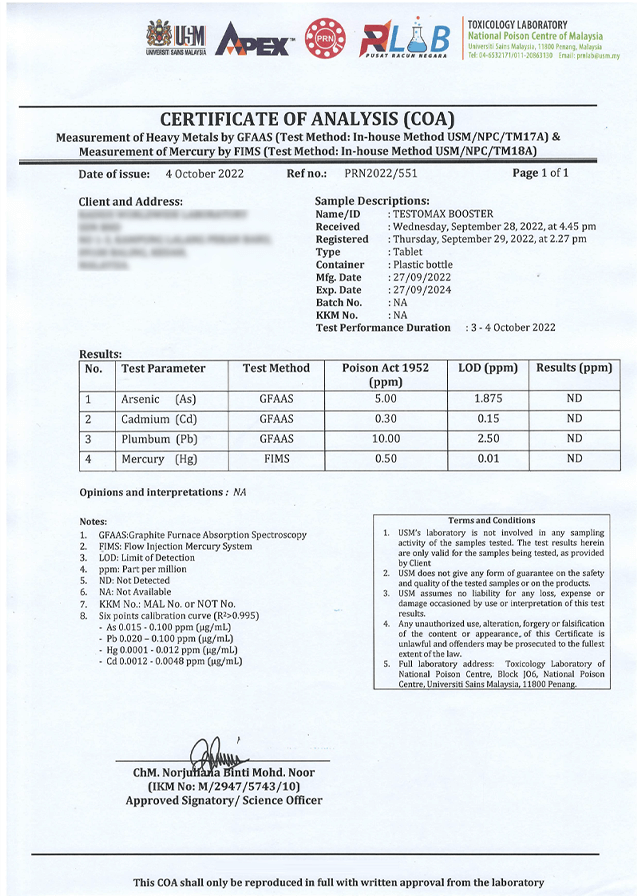 USM
UNIVERSITI SAINS MALAYSIA
APEX™
PRN
RLAB
PUSAT RACUN NEGARA
TOXICOLOGY LABORATORY
National Poison Centre of Malaysia
Universiti Sains Malaysia, 11800 Penang, Malaysia
Tel: 04-6532171/011-20863130 Email: prnlab@usm.my
CERTIFICATE OF ANALYSIS (COA)
Measurement of Heavy Metals by GFAAS (Test Method: In-house Method USM/NPC/TM17A) &
Measurement of Mercury by FIMS (Test Method: In-house Method USM/NPC/TM18A)
Date of issue: 4 October 2022 Ref no.: PRN2022/551 Page 1 of 1
Client and Address:
Sample Descriptions:
Name/ID : TESTOMAX BOOSTER
Received : Wednesday, September 28, 2022, at 4.45 pm
Registered : Thursday, September 29, 2022, at 2.27 pm
Type : Tablet
Container : Plastic bottle
Mfg. Date : 27/09/2022
Exp. Date : 27/09/2024
Batch No. : NA
KKM No. : NA
Test Performance Duration : 3 - 4 October 2022
Results:
No. Test Parameter Test Method Poison Act 1952 (ppm) LOD (ppm) Results (ppm)
1 Arsenic (As) GFAAS 5.00 1.875 ND
2 Cadmium (Cd) GFAAS 0.30 0.15 ND
3 Plumbum (Pb) GFAAS 10.00 2.50 ND
4 Mercury (Hg) FIMS 0.50 0.01 ND
Opinions and interpretations : NA
Notes:
1. GFAAS:Graphite Furnace Absorption Spectroscopy
2. FIMS: Flow Injection Mercury System
3. LOD: Limit of Detection
4. ppm: Part per million
5. ND: Not Detected
6. NA: Not Available
7. KKM No.: MAL No. or NOT No.
8. Six points calibration curve (R²>0.995)
- As 0.015 - 0.100 ppm (µg/mL)
- Pb 0.020 – 0.100 ppm (µg/mL)
- Hg 0.0001 - 0.012 ppm (µg/mL)
- Cd 0.0012 - 0.0048 ppm (µg/mL)
Terms and Conditions
1. USM's laboratory is not involved in any sampling
activity of the samples tested. The test results herein
are only valid for the samples being tested, as provided
by Client
2. USM does not give any form of guarantee on the safety
and quality of the tested samples or on the products.
3. USM assumes no liability for any loss, expense or
damage occasioned by use or interpretation of this test
results.
4. Any unauthorized use, alteration, forgery or falsification
of the content or appearance, of this Certificate is
unlawful and offenders may be prosecuted to the fullest
extent of the law.
5. Full laboratory address: Toxicology Laboratory of
National Poison Centre, Block J06, National Poison
Centre, Universiti Sains Malaysia, 11800 Penang.
ChM. Norjuliana Binti Mohd. Noor
(IKM No: M/2947/5743/10)
Approved Signatory/ Science Officer
This COA shall only be reproduced in full with written approval from the laboratory